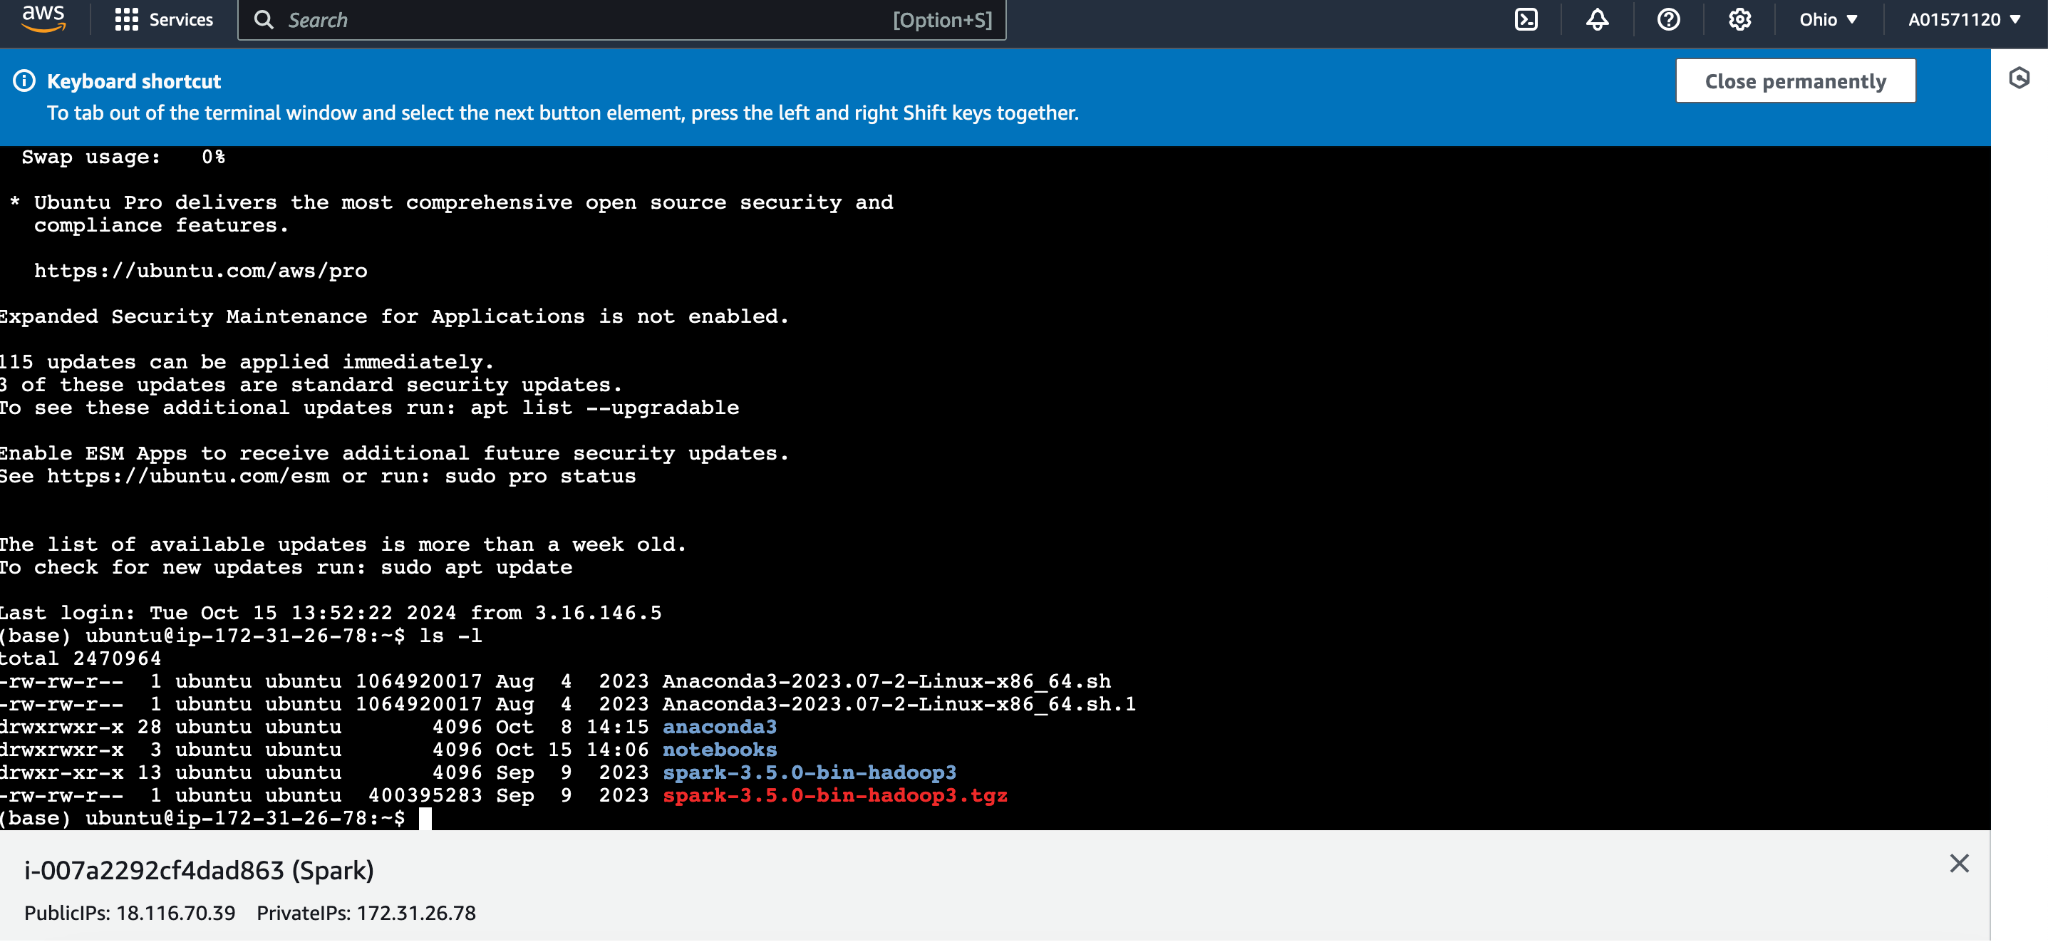 aws Services Search [Option+S] Ohio ▼ A01571120 ▼
Keyboard shortcut
Close permanently
To tab out of the terminal window and select the next button element, press the left and right Shift keys together.
Swap usage:   0%
* Ubuntu Pro delivers the most comprehensive open source security and
compliance features.
https://ubuntu.com/aws/pro
Expanded Security Maintenance for Applications is not enabled.
115 updates can be applied immediately.
3 of these updates are standard security updates.
To see these additional updates run: apt list --upgradable
Enable ESM Apps to receive additional future security updates.
See https://ubuntu.com/esm or run: sudo pro status
The list of available updates is more than a week old.
To check for new updates run: sudo apt update
Last login: Tue Oct 15 13:52:22 2024 from 3.16.146.5
(base) ubuntu@ip-172-31-26-78:~$ ls -l
total 2470964
-rw-rw-r--  1 ubuntu ubuntu 1064920017 Aug  4  2023 Anaconda3-2023.07-2-Linux-x86_64.sh
-rw-rw-r--  1 ubuntu ubuntu 1064920017 Aug  4  2023 Anaconda3-2023.07-2-Linux-x86_64.sh.1
drwxrwxr-x 28 ubuntu ubuntu       4096 Oct  8 14:15 anaconda3
drwxrwxr-x  3 ubuntu ubuntu       4096 Oct 15 14:06 notebooks
drwxr-xr-x 13 ubuntu ubuntu       4096 Sep  9  2023 spark-3.5.0-bin-hadoop3
-rw-rw-r--  1 ubuntu ubuntu  400395283 Sep  9  2023 spark-3.5.0-bin-hadoop3.tgz
(base) ubuntu@ip-172-31-26-78:~$
i-007a2292cf4dad863 (Spark)
PublicIPs: 18.116.70.39 PrivateIPs: 172.31.26.78